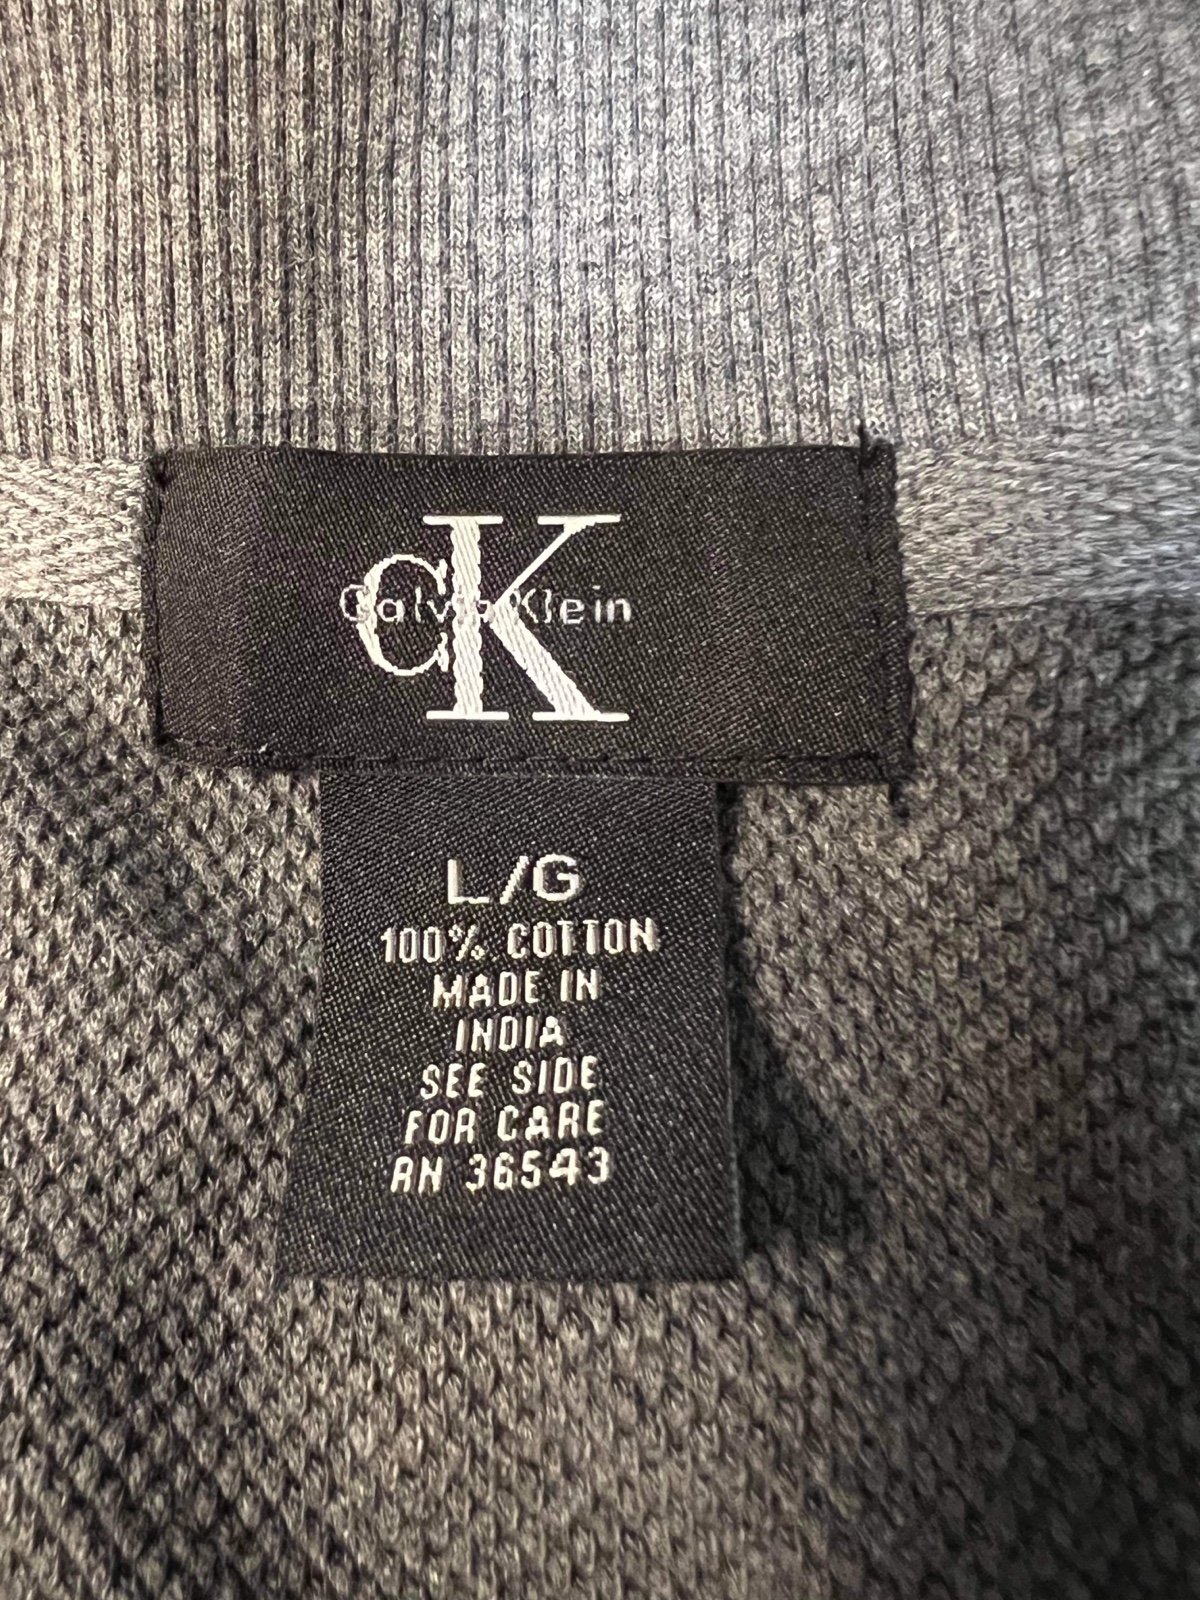 CK
Calvin Klein
L/G
100% COTTON
MADE IN
INDIA
SEE SIDE
FOR CARE
RN 36543